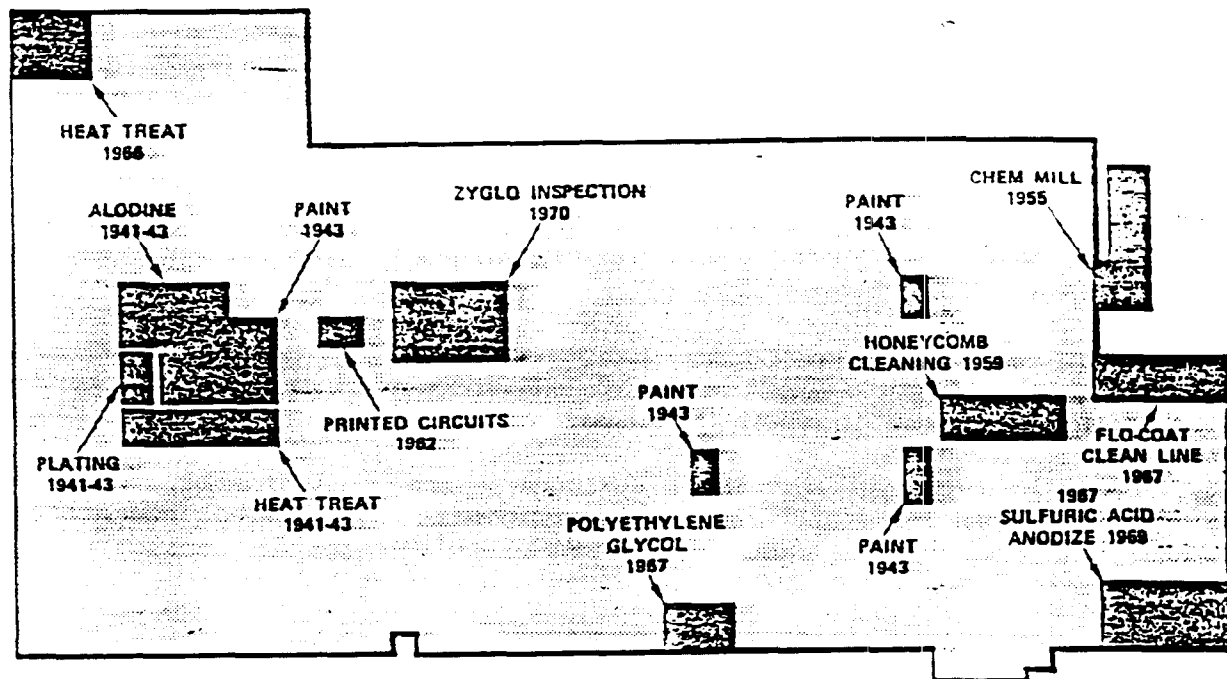 HEAT TREAT
1966
ALODINE
1941-43
PAINT
1943
ZYGLO INSPECTION
1970
PAINT
1943
CHEM MILL
1955
HONEYCOMB
CLEANING 1959
PLATING
1941-43
PRINTED CIRCUITS
1962
PAINT
1943
FLO-COAT
CLEAN LINE
1967
HEAT TREAT
1941-43
POLYETHYLENE
GLYCOL
1967
PAINT
1943
1967
SULFURIC ACID
ANODIZE 1968